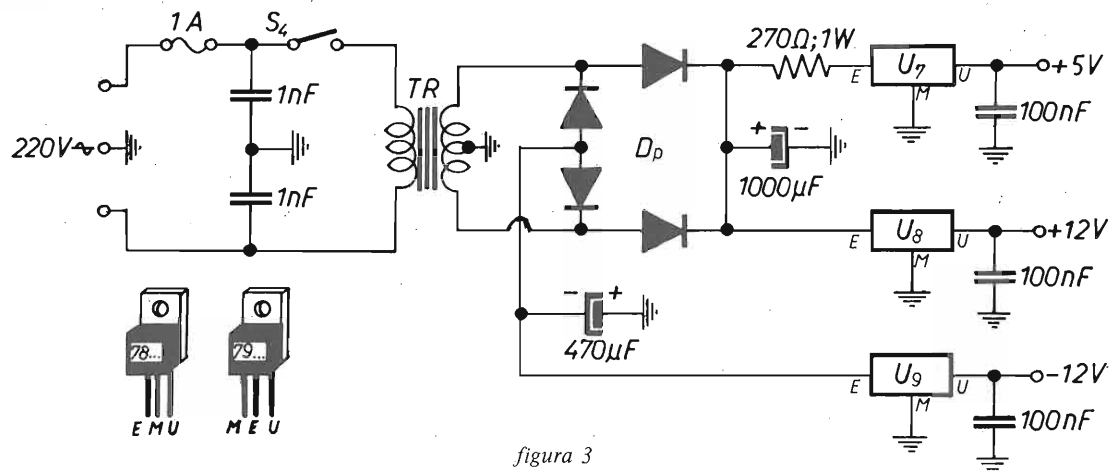 1A
S4
1nF
1nF
220V~
TR
Dp
270Ω;1W
E U7 U
M
+5V
100nF
+ -
1000µF
E U8 U
M
+12V
100nF
- +
470µF
E U9 U
M
-12V
100nF
78...
79...
E M U
M E U
figura 3